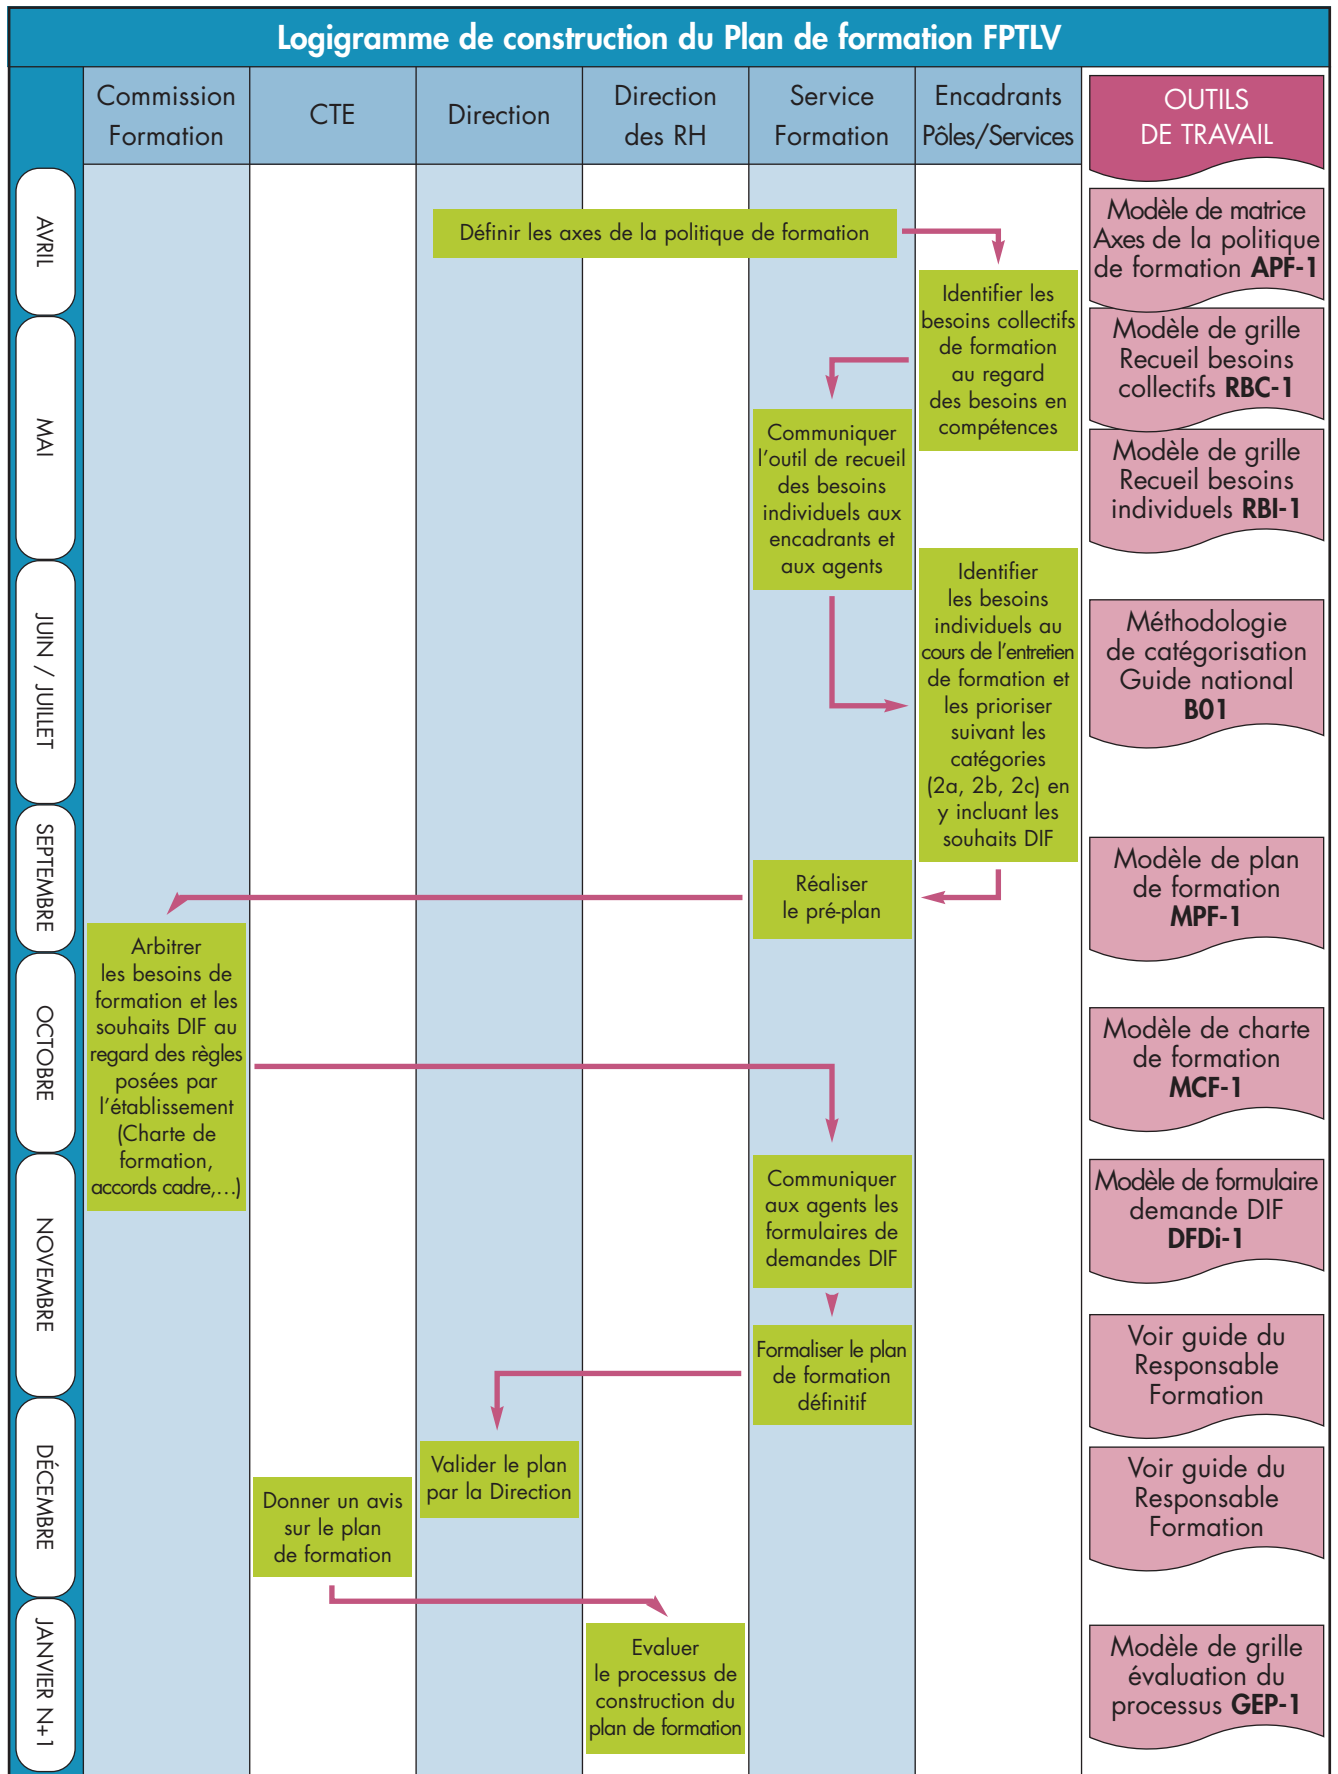 Logigramme de construction du Plan de formation FPTLV
Commission
Formation
CTE
Direction
Direction
des RH
Service
Formation
Encadrants
Pôles/Services
OUTILS
DE TRAVAIL
AVRIL
Définir les axes de la politique de formation
Modèle de matrice
Axes de la politique
de formation APF-1
Identifier les
besoins collectifs
de formation
au regard
des besoins en
compétences
MAI
Modèle de grille
Recueil besoins
collectifs RBC-1
Communiquer
l'outil de recueil
des besoins
individuels aux
encadrants et
aux agents
Modèle de grille
Recueil besoins
individuels RBI-1
JUIN / JUILLET
Identifier
les besoins
individuels au
cours de l'entretien
de formation et
les prioriser
suivant les
catégories
(2a, 2b, 2c) en
y incluant les
souhaits DIF
Méthodologie
de catégorisation
Guide national
B01
SEPTEMBRE
Réaliser
le pré-plan
Modèle de plan
de formation
MPF-1
Arbitrer
les besoins de
formation et les
souhaits DIF au
regard des règles
posées par
l'établissement
(Charte de
formation,
accords cadre,...)
OCTOBRE
Modèle de charte
de formation
MCF-1
NOVEMBRE
Communiquer
aux agents les
formulaires de
demandes DIF
Modèle de formulaire
demande DIF
DFDi-1
Formaliser le plan
de formation
définitif
Voir guide du
Responsable
Formation
DÉCEMBRE
Valider le plan
par la Direction
Donner un avis
sur le plan
de formation
Voir guide du
Responsable
Formation
JANVIER N+1
Evaluer
le processus de
construction du
plan de formation
Modèle de grille
évaluation du
processus GEP-1